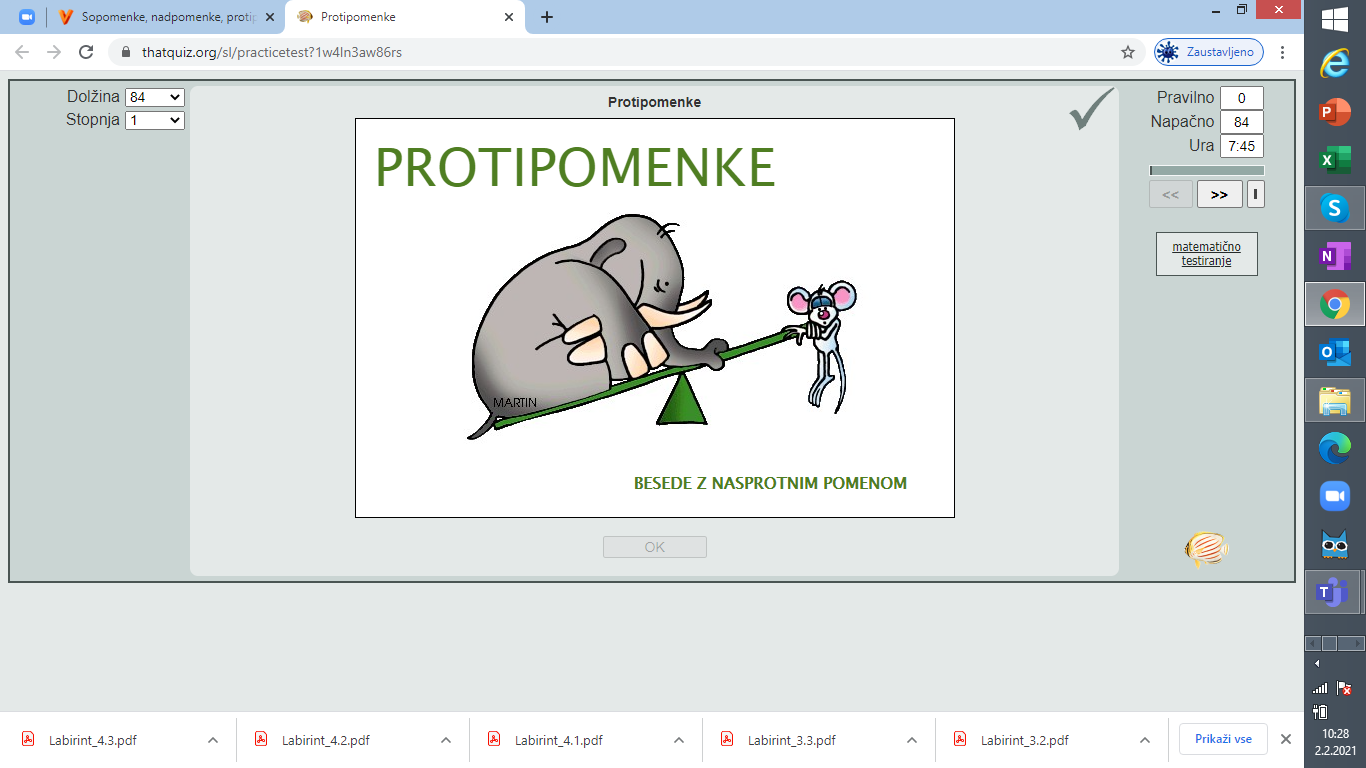 Sopomenke, nadpomenke, protip
Protipomenke
thatquiz.org/sl/practicetest?1w4ln3aw86rs
Zaustavljeno
Dolžina 84
Stopnja 1
Protipomenke
Pravilno 0
Napačno 84
Ura 7:45
<< >> I
matematično
testiranje
PROTIPOMENKE
MARTIN
BESEDE Z NASPROTNIM POMENOM
OK
Labirint_4.3.pdf
Labirint_4.2.pdf
Labirint_4.1.pdf
Labirint_3.3.pdf
Labirint_3.2.pdf
Prikaži vse
10:28
2.2.2021